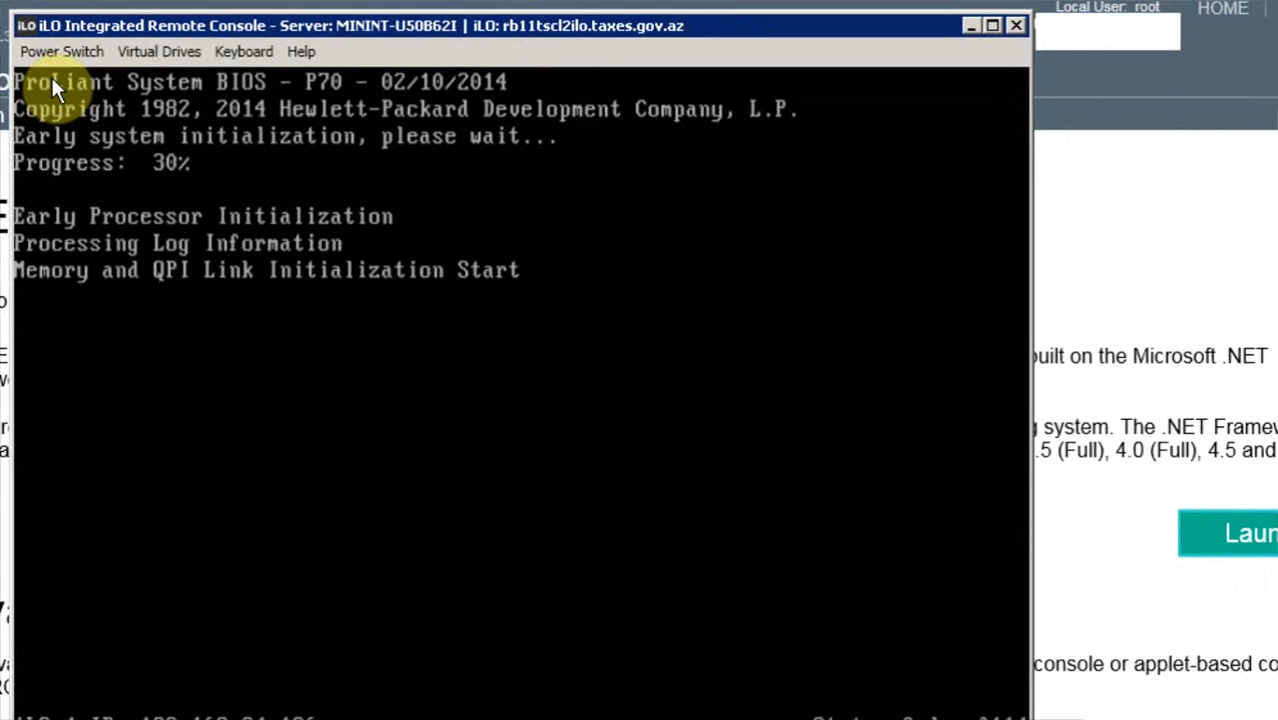 Local User: root
HOME
iLO Integrated Remote Console - Server: MININT-U50B62I | iLO: rb11tscl2ilo.taxes.gov.az
Power Switch Virtual Drives Keyboard Help
ProLiant System BIOS - P70 - 02/10/2014
Copyright 1982, 2014 Hewlett-Packard Development Company, L.P.
Early system initialization, please wait...
Progress: 30%
Early Processor Initialization
Processing Log Information
Memory and QPI Link Initialization Start
built on the Microsoft .NET
system. The .NET Framew
.5 (Full), 4.0 (Full), 4.5 and
Laun
console or applet-based co